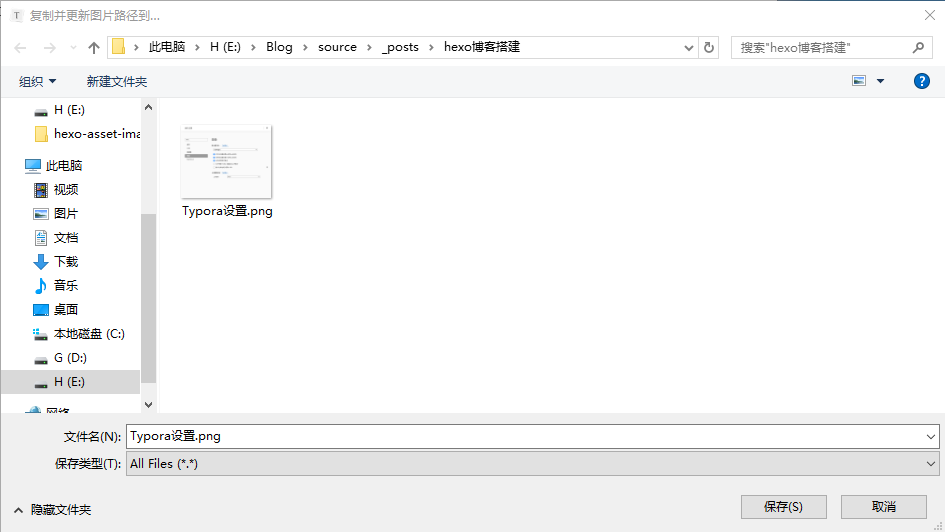 T 复制并更新图片路径到...
此电脑 › H (E:) › Blog › source › _posts › hexo博客搭建
搜索"hexo博客搭建"
组织 新建文件夹
H (E:)
hexo-asset-ima
此电脑
视频
图片
文档
下载
音乐
桌面
本地磁盘 (C:)
G (D:)
H (E:)
网络
Typora设置.png
文件名(N): Typora设置.png
保存类型(T): All Files (*.*)
隐藏文件夹
保存(S) 取消